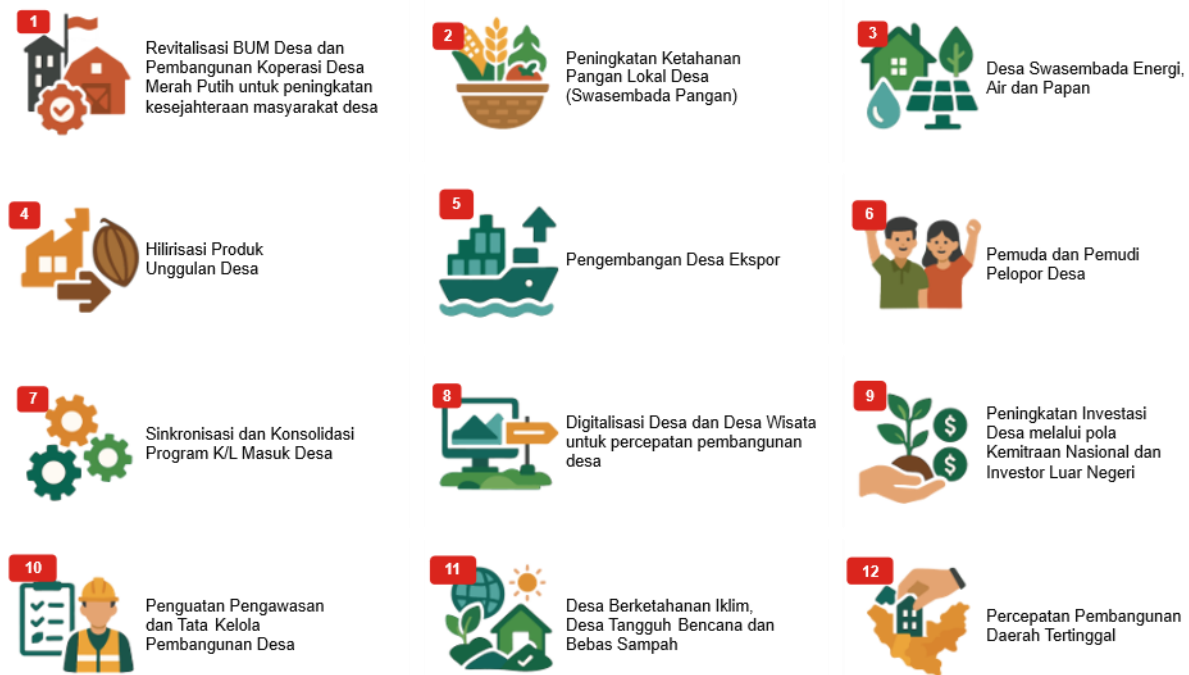 1
Revitalisasi BUM Desa dan
Pembangunan Koperasi Desa
Merah Putih untuk peningkatan
kesejahteraan masyarakat desa
2
Peningkatan Ketahanan
Pangan Lokal Desa
(Swasembada Pangan)
3
Desa Swasembada Energi,
Air dan Papan
4
Hilirisasi Produk
Unggulan Desa
5
Pengembangan Desa Ekspor
6
Pemuda dan Pemudi
Pelopor Desa
7
Sinkronisasi dan Konsolidasi
Program K/L Masuk Desa
8
Digitalisasi Desa dan Desa Wisata
untuk percepatan pembangunan
desa
9
$
$
Peningkatan Investasi
Desa melalui pola
Kemitraan Nasional dan
Investor Luar Negeri
10
Penguatan Pengawasan
dan Tata Kelola
Pembangunan Desa
11
Desa Berketahanan Iklim,
Desa Tangguh Bencana dan
Bebas Sampah
12
Percepatan Pembangunan
Daerah Tertinggal